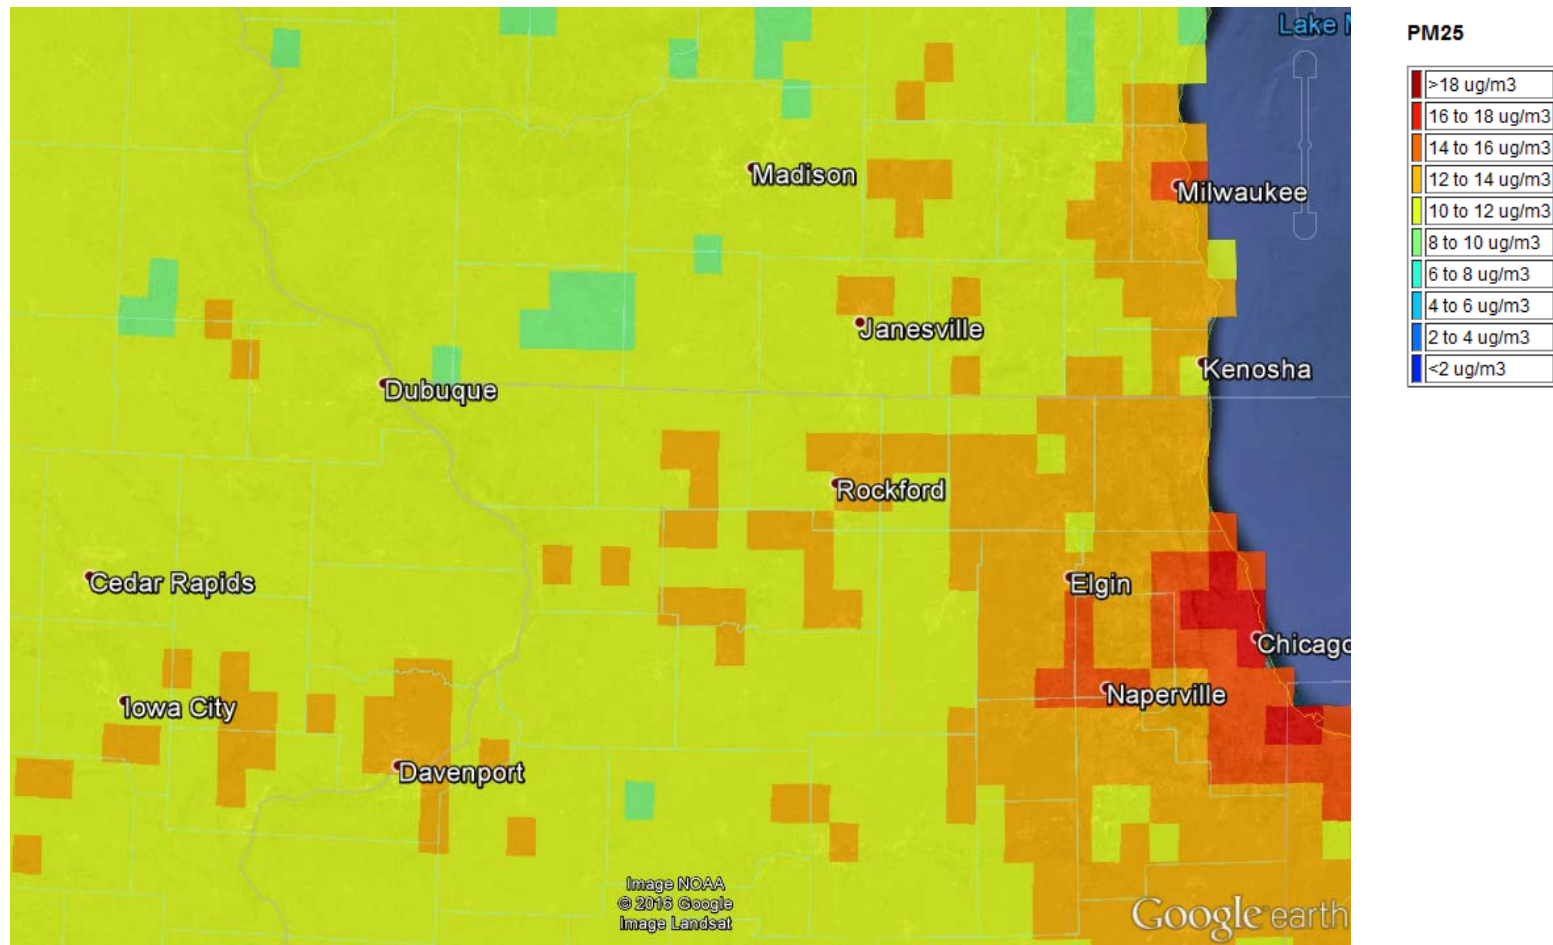 Lake
PM25
>18 ug/m3
16 to 18 ug/m3
14 to 16 ug/m3
12 to 14 ug/m3
10 to 12 ug/m3
8 to 10 ug/m3
6 to 8 ug/m3
4 to 6 ug/m3
2 to 4 ug/m3
<2 ug/m3
Madison
Milwaukee
Janesville
Kenosha
Dubuque
Rockford
Cedar Rapids
Elgin
Chicago
Naperville
Iowa City
Davenport
Image NOAA
© 2016 Google
Image Landsat
Google earth